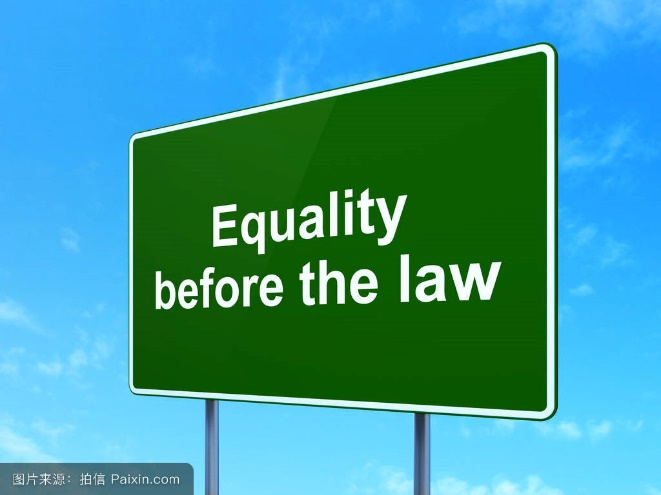 Equality
before the law
图片来源：拍信 Paixin.com